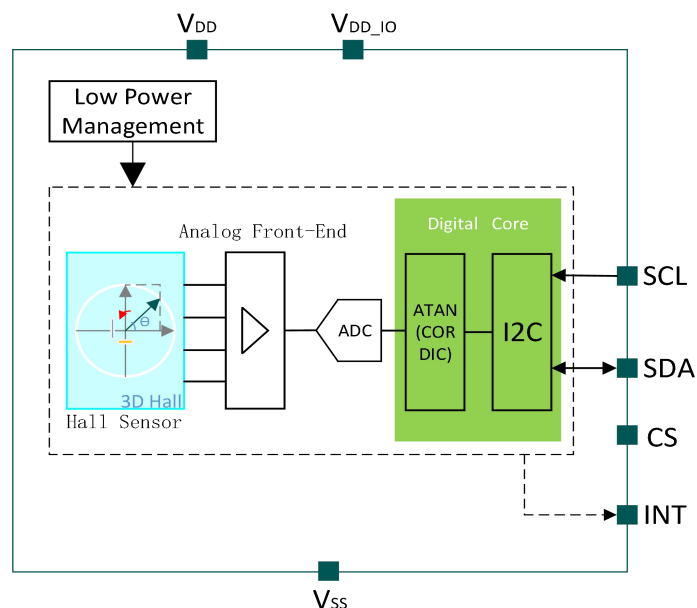 VDD
VDD_IO
Low Power
Management
Analog Front-End
Digital Core
SCL
ATAN
(COR
DIC)
I2C
ADC
θ
SDA
3D Hall
Hall Sensor
CS
INT
VSS